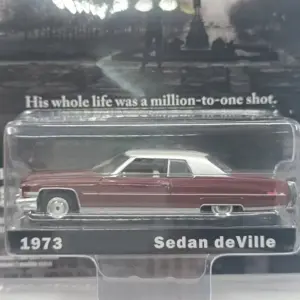 His whole life was a million-to-one shot.
1973 Sedan deVille